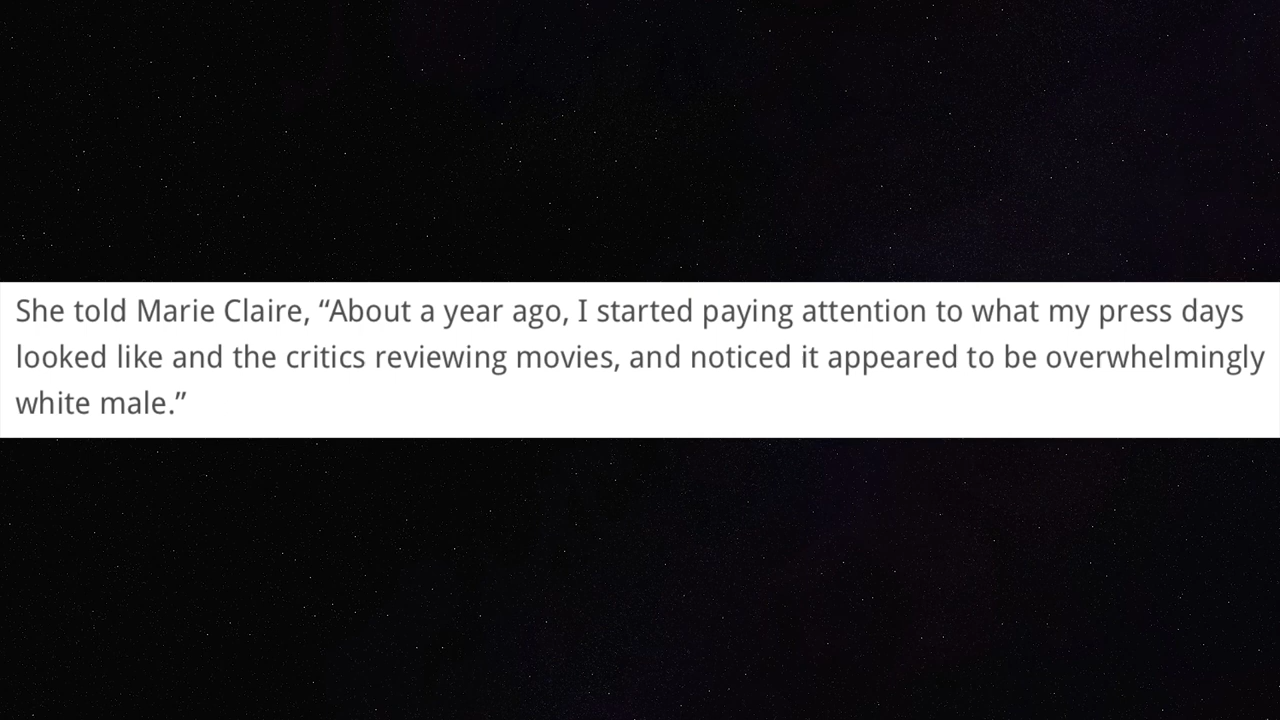 She told Marie Claire, “About a year ago, I started paying attention to what my press days
looked like and the critics reviewing movies, and noticed it appeared to be overwhelmingly
white male.”